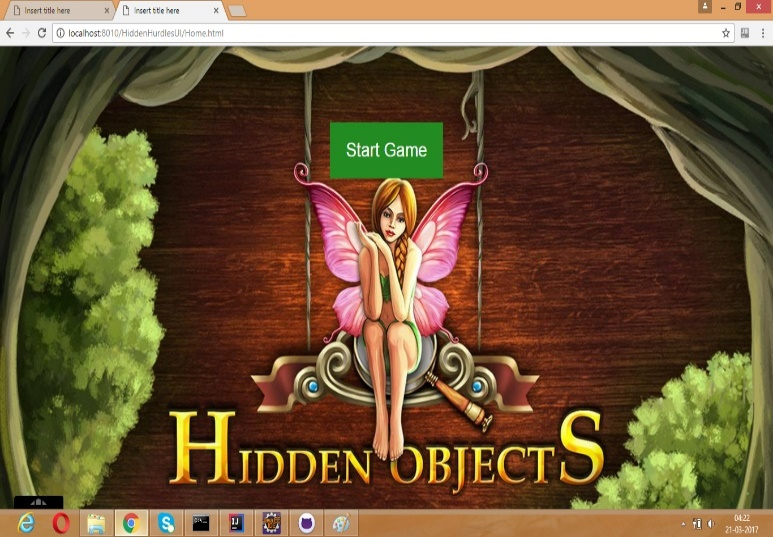 Insert title here
Insert title here
localhost:8010/HiddenHurdlesUI/Home.html
Start Game
HIDDEN OBJECTS
04:22
21-03-2017